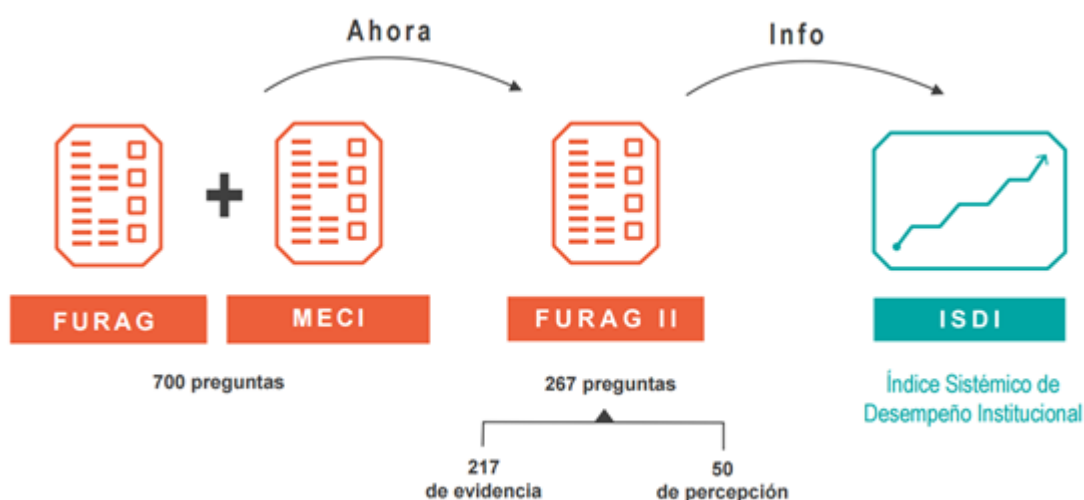 Ahora
Info
FURAG
MECI
FURAG II
ISDI
700 preguntas
267 preguntas
Índice Sistémico de
Desempeño Institucional
217
de evidencia
50
de percepción